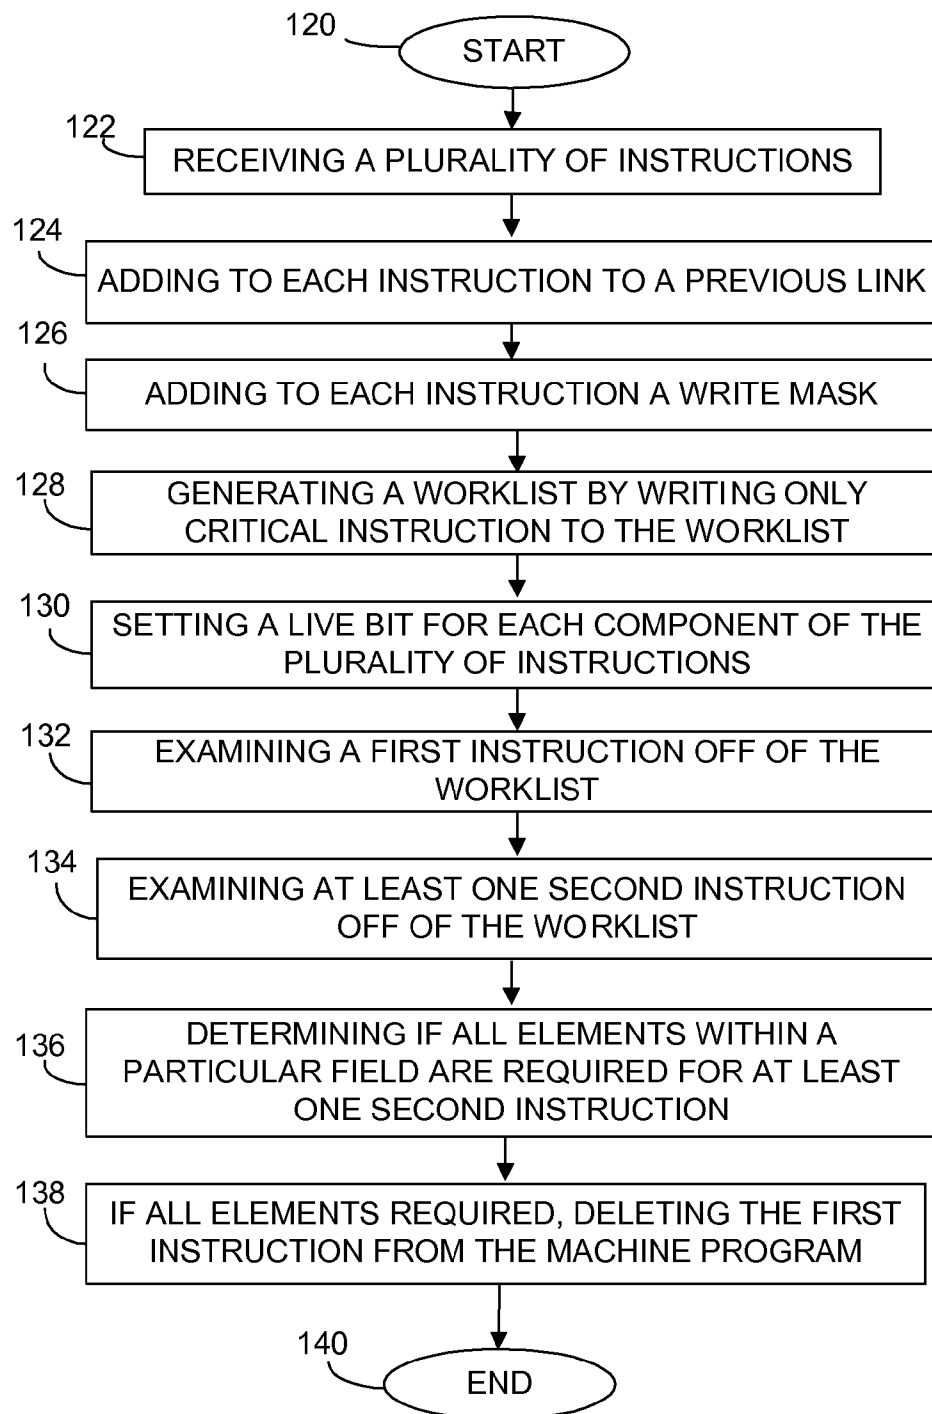 120
START
122
RECEIVING A PLURALITY OF INSTRUCTIONS
124
ADDING TO EACH INSTRUCTION TO A PREVIOUS LINK
126
ADDING TO EACH INSTRUCTION A WRITE MASK
128
GENERATING A WORKLIST BY WRITING ONLY
CRITICAL INSTRUCTION TO THE WORKLIST
130
SETTING A LIVE BIT FOR EACH COMPONENT OF THE
PLURALITY OF INSTRUCTIONS
132
EXAMINING A FIRST INSTRUCTION OFF OF THE
WORKLIST
134
EXAMINING AT LEAST ONE SECOND INSTRUCTION
OFF OF THE WORKLIST
136
DETERMINING IF ALL ELEMENTS WITHIN A
PARTICULAR FIELD ARE REQUIRED FOR AT LEAST
ONE SECOND INSTRUCTION
138
IF ALL ELEMENTS REQUIRED, DELETING THE FIRST
INSTRUCTION FROM THE MACHINE PROGRAM
140
END